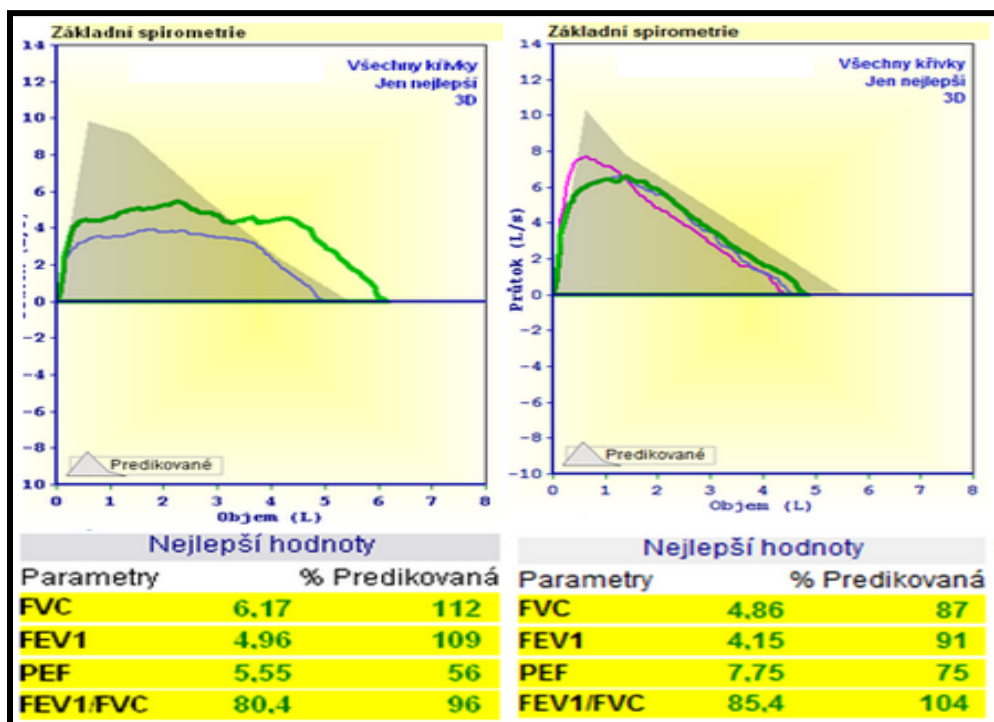 Základní spirometrie
Všechny křivky
Jen nejlepší
3D
14
12
10
8
6
4
2
0
−2
−4
−6
−8
10
Predikované
0 1 2 3 4 5 6 7 8
Objem (L)
Nejlepší hodnoty
Parametry % Predikovaná
FVC 6,17 112
FEV1 4,96 109
PEF 5,55 56
FEV1/FVC 80,4 96
Základní spirometrie
Všechny křivky
Jen nejlepší
3D
14
12
10
8
6
4
2
0
−2
−4
−6
−8
−10
Průtok (L/s)
Predikované
0 1 2 3 4 5 6 7 8
Objem (L)
Nejlepší hodnoty
Parametry % Predikovaná
FVC 4,86 87
FEV1 4,15 91
PEF 7,75 75
FEV1/FVC 85,4 104